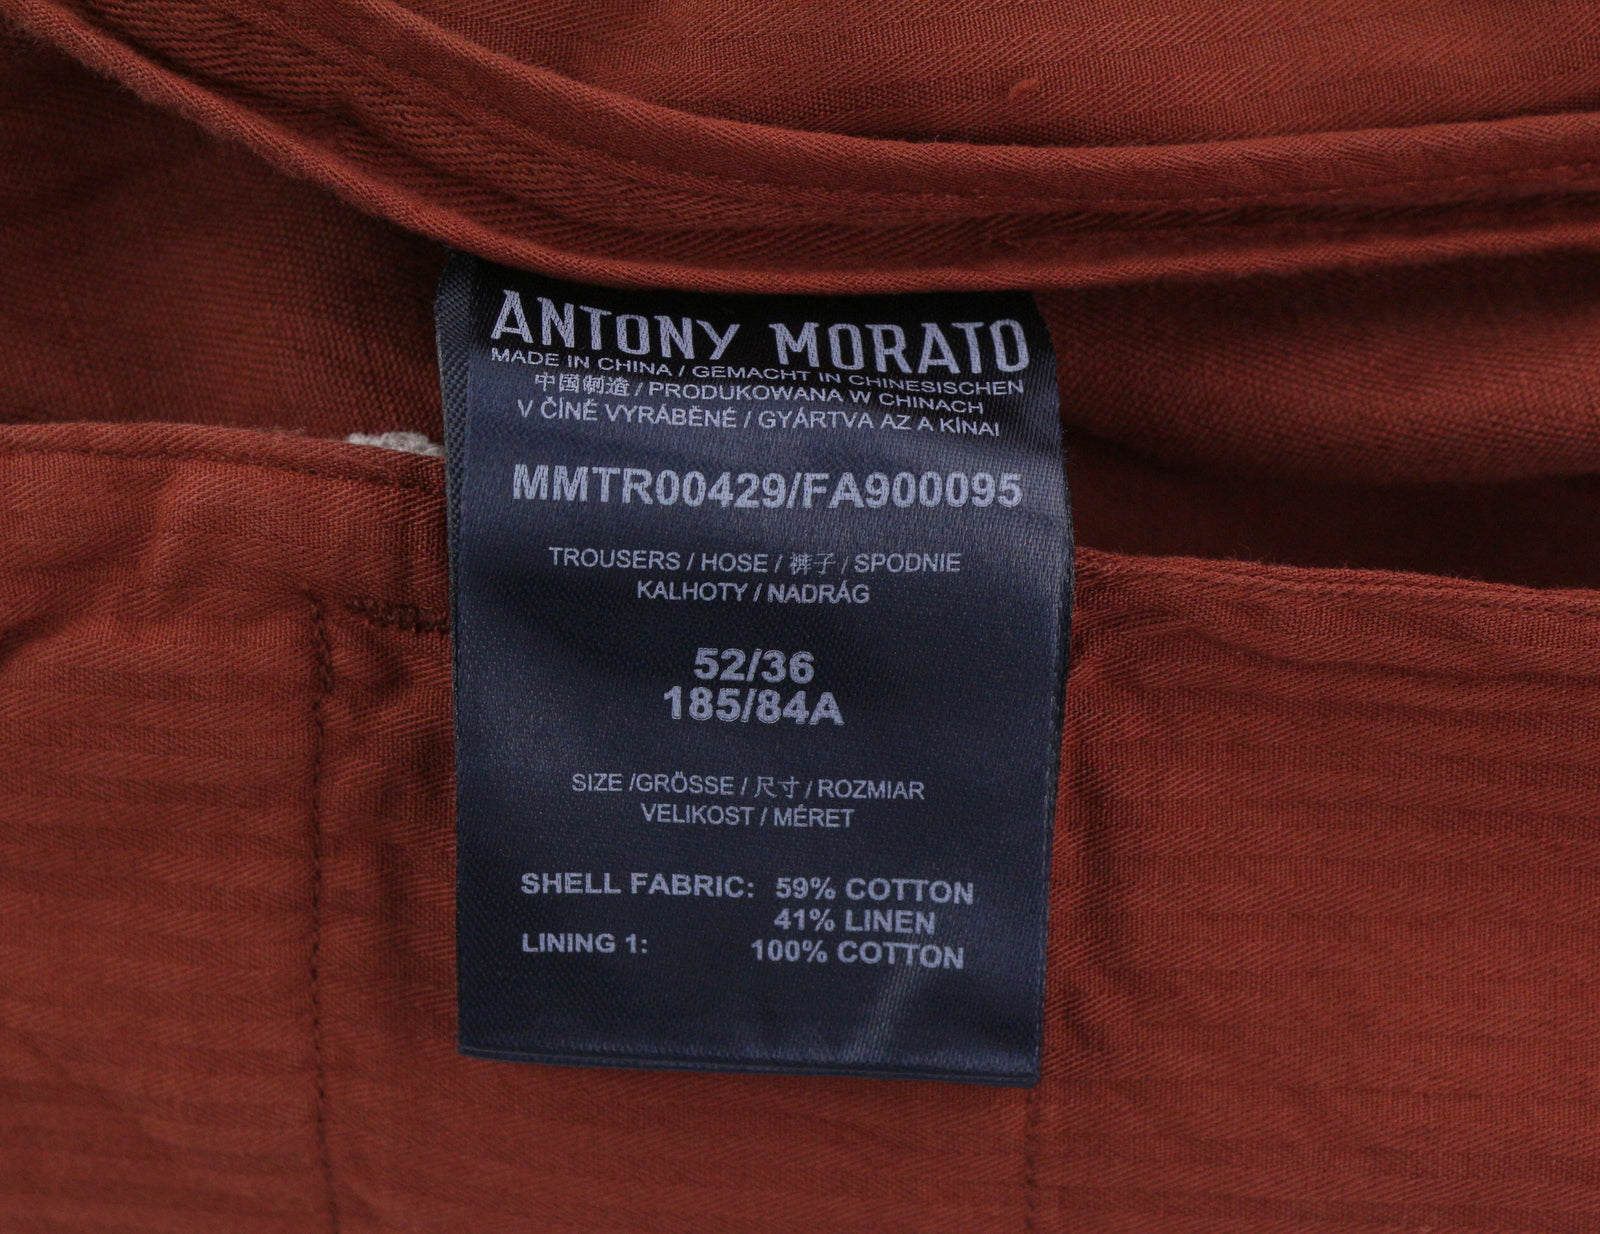 ANTONY MORATO
MADE IN CHINA / GEMACHT IN CHINESISCHEN
中国制造 / PRODUKOWANA W CHINACH
V ČÍNĚ VYRÁBĚNÉ / GYÁRTVA AZ A KÍNAI
MMTR00429/FA900095
TROUSERS / HOSE / 裤子 / SPODNIE
KALHOTY / NADRÁG
52/36
185/84A
SIZE /GRÖSSE / 尺寸 / ROZMIAR
VELIKOST / MÉRET
SHELL FABRIC: 59% COTTON
41% LINEN
LINING 1: 100% COTTON